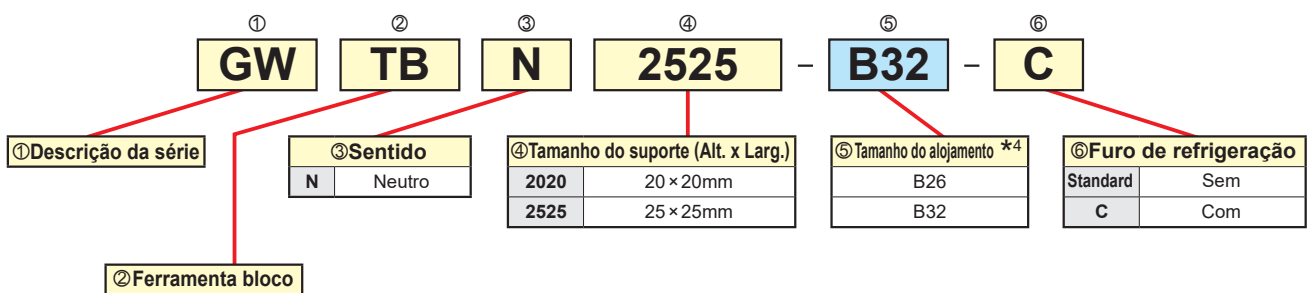 ① ② ③ ④ ⑤ ⑥
GW TB N 2525 – B32 – C
①Descrição da série
③Sentido
N Neutro
④Tamanho do suporte (Alt. x Larg.)
2020 20×20mm
2525 25×25mm
⑤Tamanho do alojamento *4
B26
B32
⑥Furo de refrigeração
Standard Sem
C Com
②Ferramenta bloco